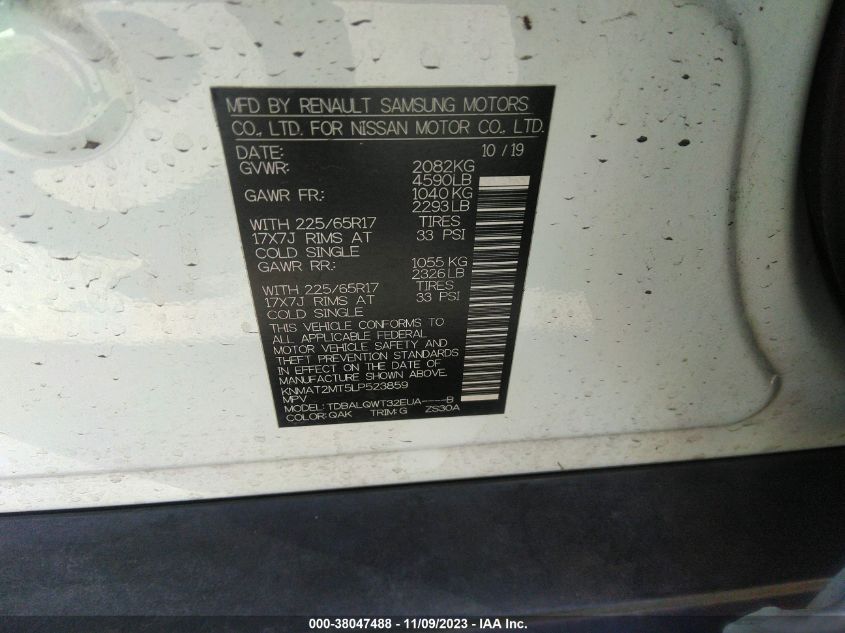 MFD BY RENAULT SAMSUNG MOTORS
CO., LTD. FOR NISSAN MOTOR CO., LTD.
DATE: 10 / 19
GVWR: 2082KG
4590LB
GAWR FR: 1040 KG
2293LB
WITH 225/65R17 TIRES
17X7J RIMS AT 33 PSI
COLD SINGLE
GAWR RR: 1055 KG
2326LB
WITH 225/65R17 TIRES
17X7J RIMS AT 33 PSI
COLD SINGLE
THIS VEHICLE CONFORMS TO
ALL APPLICABLE FEDERAL
MOTOR VEHICLE SAFETY AND
THEFT PREVENTION STANDARDS
IN EFFECT ON THE DATE OF
MANUFACTURE SHOWN ABOVE.
KNMAT2MT5LP523859
MPV
MODEL: TDBALQWT32EUA----B
COLOR: QAK TRIM: G ZS30A
000-38047488 - 11/09/2023 - IAA Inc.